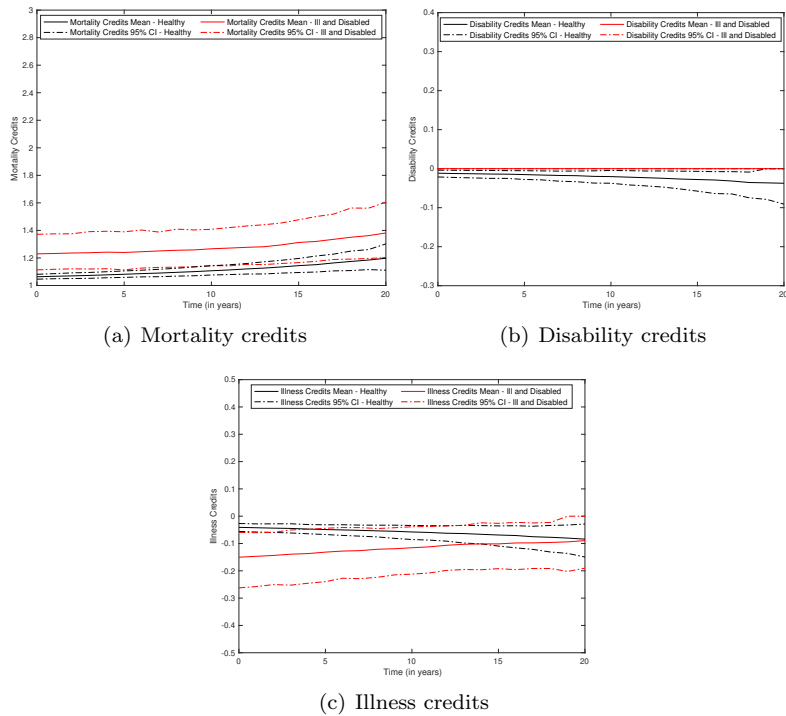 Mortality Credits Mean - Healthy
Mortality Credits 95% CI - Healthy
Mortality Credits Mean - Ill and Disabled
Mortality Credits 95% CI - Ill and Disabled
3
2.8
2.6
2.4
2.2
2
1.8
1.6
1.4
1.2
1
Mortality Credits
0 5 10 15 20
Time (in years)
(a) Mortality credits
Disability Credits Mean - Healthy
Disability Credits 95% CI - Healthy
Disability Credits Mean - Ill and Disabled
Disability Credits 95% CI - Ill and Disabled
0.4
0.3
0.2
0.1
0
-0.1
-0.2
-0.3
Disability Credits
0 5 10 15 20
Time (in years)
(b) Disability credits
Illness Credits Mean - Healthy
Illness Credits 95% CI - Healthy
Illness Credits Mean - Ill and Disabled
Illness Credits 95% CI - Ill and Disabled
0.5
0.4
0.3
0.2
0.1
0
-0.1
-0.2
-0.3
-0.4
-0.5
Illness Credits
0 5 10 15 20
Time (in years)
(c) Illness credits